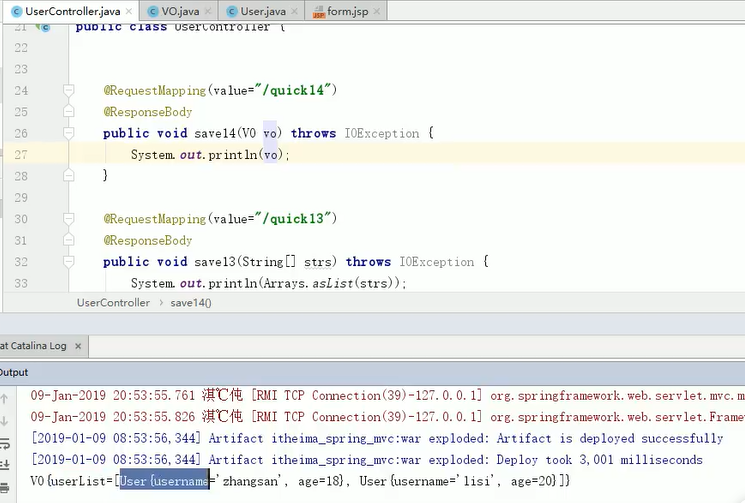 UserController.java × VO.java × User.java × form.jsp ×
21 public class UserController {
22
23
24 @RequestMapping(value="/quick14")
25 @ResponseBody
26 public void save14(VO vo) throws IOException {
27 System.out.println(vo);
28 }
29
30 @RequestMapping(value="/quick13")
31 @ResponseBody
32 public void save13(String[] strs) throws IOException {
33 System.out.println(Arrays.asList(strs));
UserController > save14()
at Catalina Log ×
Output
09-Jan-2019 20:53:55.761 淇℃伅 [RMI TCP Connection(39)-127.0.0.1] org.springframework.web.servlet.mvc.m
09-Jan-2019 20:53:55.826 淇℃伅 [RMI TCP Connection(39)-127.0.0.1] org.springframework.web.servlet.Frame
[2019-01-09 08:53:56,344] Artifact itheima_spring_mvc:war exploded: Artifact is deployed successfully
[2019-01-09 08:53:56,344] Artifact itheima_spring_mvc:war exploded: Deploy took 3,001 milliseconds
VO{userList=[User{username='zhangsan', age=18}, User{username='lisi', age=20}]}